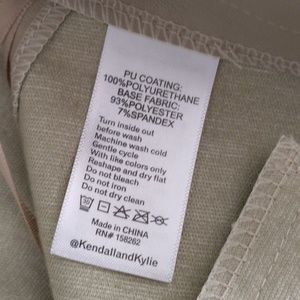 PU COATING:
100%POLYURETHANE
BASE FABRIC:
93%POLYESTER
7%SPANDEX
Turn inside out
before wash
Machine wash cold
Gentle cycle
With like colors only
Reshape and dry flat
Do not bleach
Do not iron
Do not dry clean
30
Made in CHINA
RN# 158262
@KendallandKylie